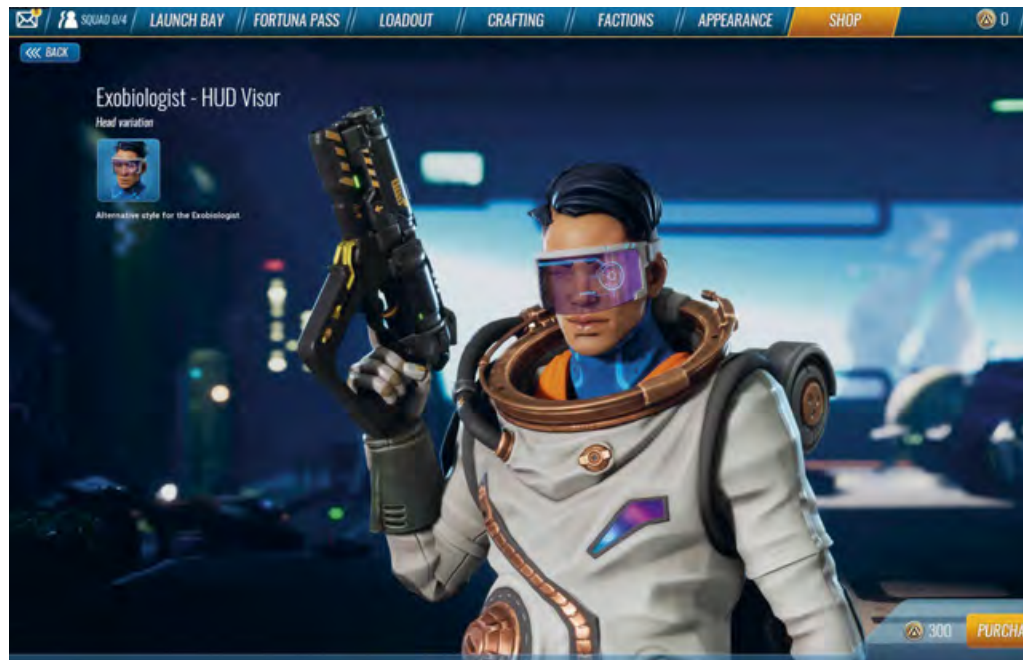 SQUAD 0/4 LAUNCH BAY FORTUNA PASS LOADOUT CRAFTING FACTIONS APPEARANCE SHOP 0
BACK
Exobiologist - HUD Visor
Head variation
Alternative style for the Exobiologist.
300 PURCHA